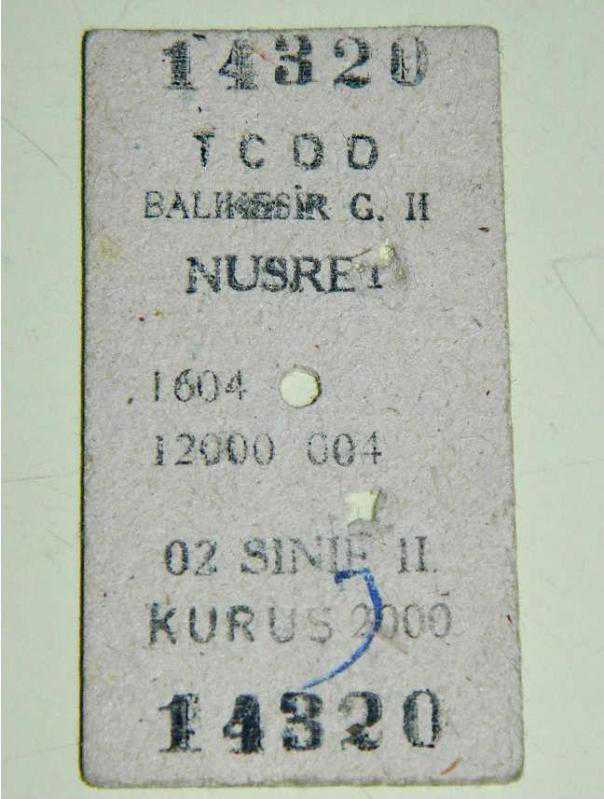 14320
TCDD
BALIKESİR G. II
NUSRET
1604
12000 004
02 SINIF II
KURUS 2000
14320